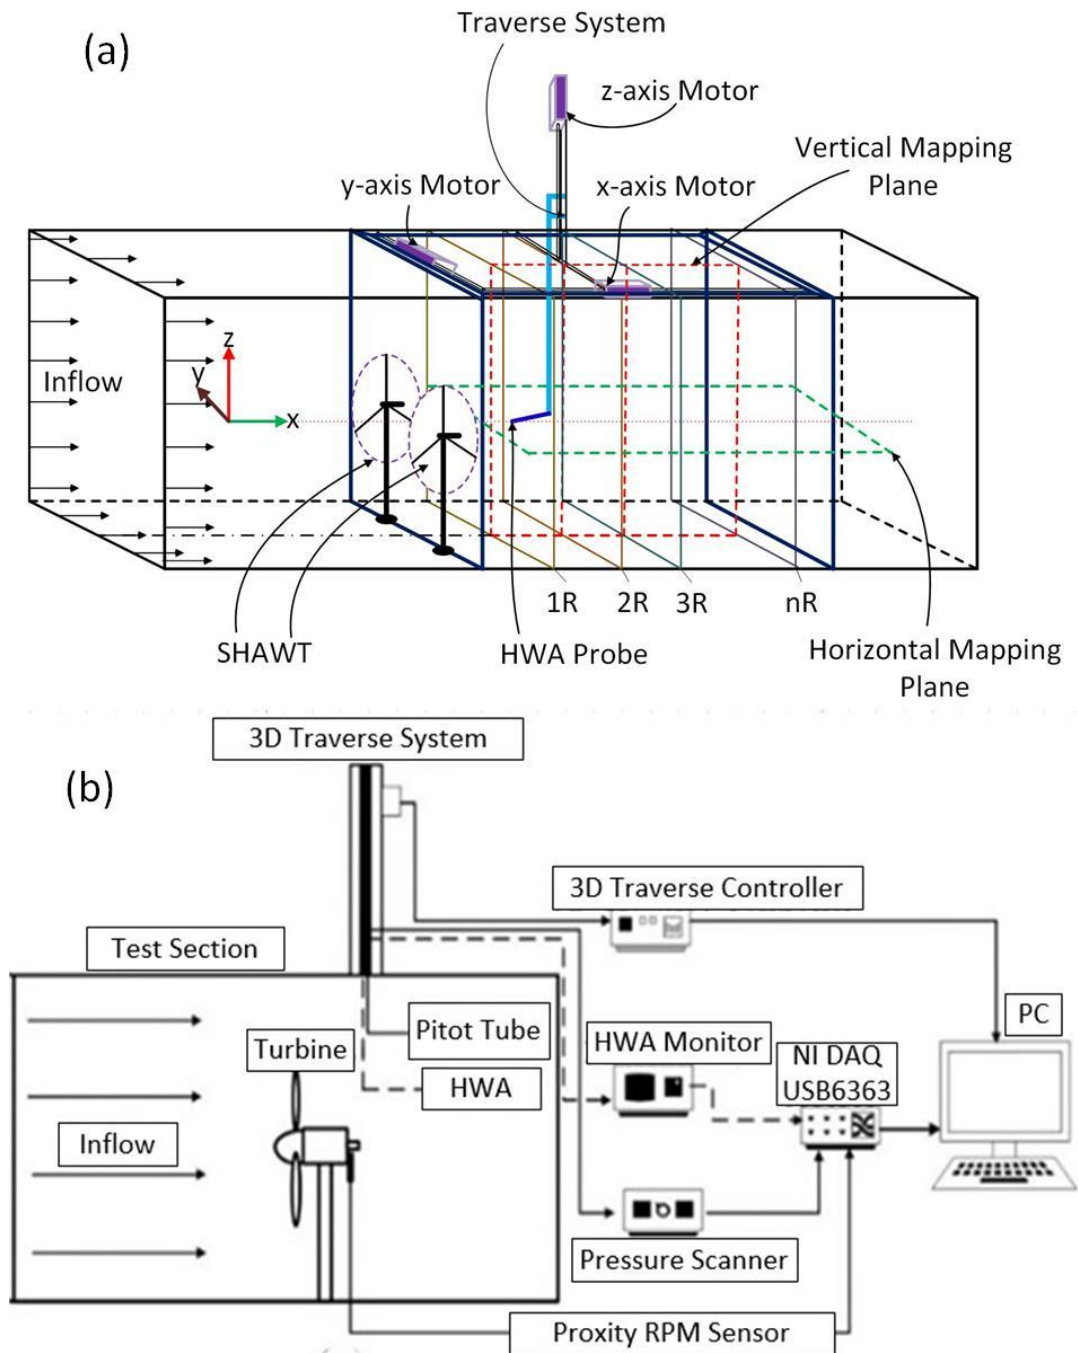 (a)
Traverse System
z-axis Motor
Vertical Mapping
Plane
y-axis Motor
x-axis Motor
Inflow
z
y
x
1R
2R
3R
nR
SHAWT
HWA Probe
Horizontal Mapping
Plane
(b)
3D Traverse System
3D Traverse Controller
Test Section
PC
Pitot Tube
HWA Monitor
NI DAQ
USB6363
Turbine
HWA
Inflow
Pressure Scanner
Proxity RPM Sensor